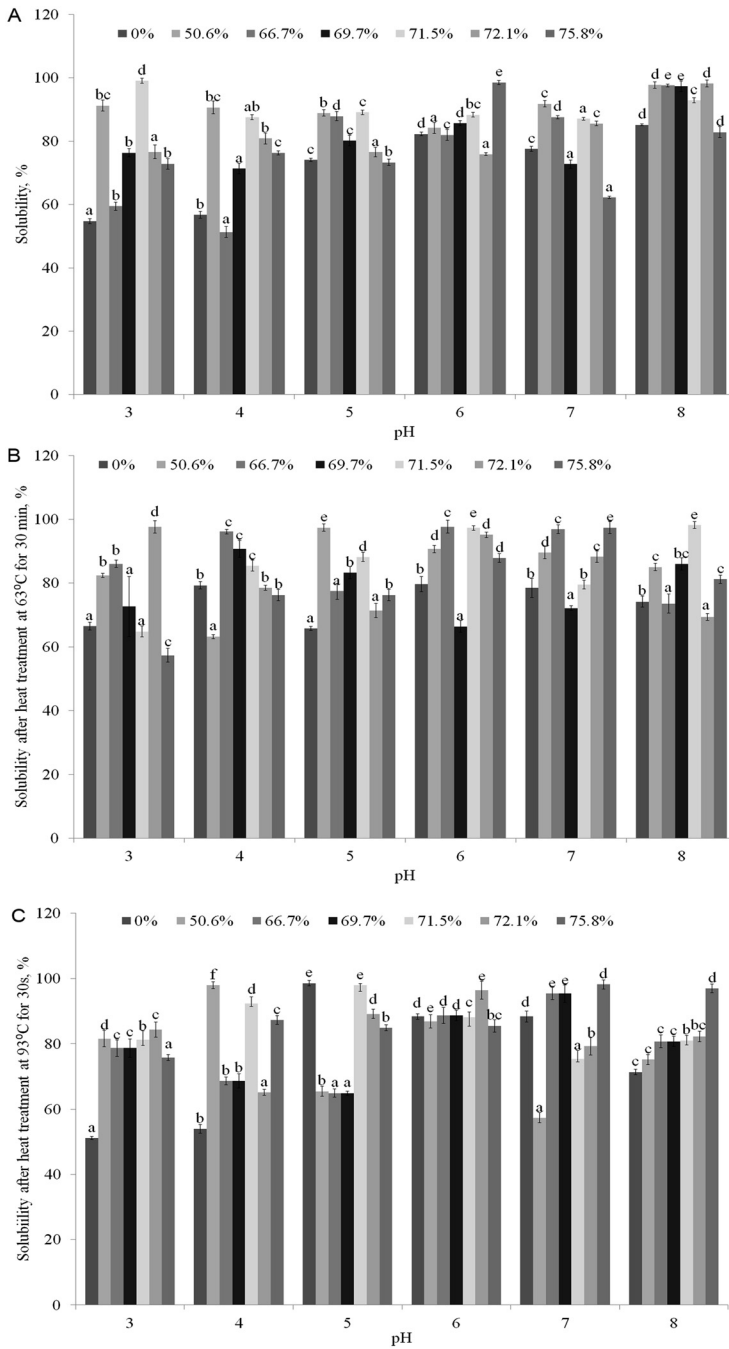 A
120
0% 50.6% 66.7% 69.7% 71.5% 72.1% 75.8%
100
80
60
40
20
0
Solubility, %
a bc b a d a b
b bc a a ab b c
c b d c c a b
d a c d bc b e
c b d a a c a
d d e e c d b
3 4 5 6 7 8
pH
B
120
0% 50.6% 66.7% 69.7% 71.5% 72.1% 75.8%
100
80
60
40
20
0
Solubility after heat treatment at 63⁰C for 30 min, %
a b b a a d c
b a c c c b b
a e a c d a b
b d c a e d c
b d c a a b e
b c a bc e a d
3 4 5 6 7 8
pH
C
120
0% 50.6% 66.7% 69.7% 71.5% 72.1% 75.8%
100
80
60
40
20
0
Solubiility after heat treatment at 93⁰C for 30s, %
a d c c c c a
b f b b d a c
e b a a e d b
d e d d c e bc
d a e e a b d
c c c c b bc d
3 4 5 6 7 8
pH